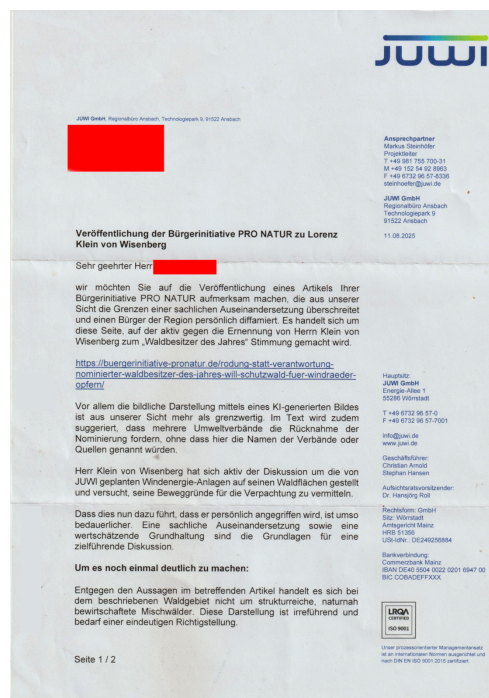 JUWI
JUWI GmbH, Regionalbüro Ansbach, Technologiepark 9, 91522 Ansbach
Ansprechpartner
Markus Steinhöfer
Projektleiter
T +49 981 755 700-31
M +49 152 54 92 8963
F +49 6732 96 57-8336
steinhoefer@juwi.de
JUWI GmbH
Regionalbüro Ansbach
Technologiepark 9
91522 Ansbach
11.08.2025
Veröffentlichung der Bürgerinitiative PRO NATUR zu Lorenz
Klein von Wisenberg
Sehr geehrter Herr
wir möchten Sie auf die Veröffentlichung eines Artikels Ihrer
Bürgerinitiative PRO NATUR aufmerksam machen, die aus unserer
Sicht die Grenzen einer sachlichen Auseinandersetzung überschreitet
und einen Bürger der Region persönlich diffamiert. Es handelt sich um
diese Seite, auf der aktiv gegen die Ernennung von Herrn Klein von
Wisenberg zum „Waldbesitzer des Jahres“ Stimmung gemacht wird.
https://buergerinitiative-pronatur.de/rodung-statt-verantwortung-
nominierter-waldbesitzer-des-jahres-will-schutzwald-fuer-windraeder-
opfern/
Vor allem die bildliche Darstellung mittels eines KI-generierten Bildes
ist aus unserer Sicht mehr als grenzwertig. Im Text wird zudem
suggeriert, dass mehrere Umweltverbände die Rücknahme der
Nominierung fordern, ohne dass hier die Namen der Verbände oder
Quellen genannt würden.
Herr Klein von Wisenberg hat sich aktiv der Diskussion um die von
JUWI geplanten Windenergie-Anlagen auf seinen Waldflächen gestellt
und versucht, seine Beweggründe für die Verpachtung zu vermitteln.
Dass dies nun dazu führt, dass er persönlich angegriffen wird, ist umso
bedauerlicher. Eine sachliche Auseinandersetzung sowie eine
wertschätzende Grundhaltung sind die Grundlagen für eine
zielführende Diskussion.
Um es noch einmal deutlich zu machen:
Entgegen den Aussagen im betreffenden Artikel handelt es sich bei
dem beschriebenen Waldgebiet nicht um strukturreiche, naturnah
bewirtschaftete Mischwälder. Diese Darstellung ist irreführend und
bedarf einer eindeutigen Richtigstellung.
Seite 1 / 2
Hauptsitz:
JUWI GmbH
Energie-Allee 1
55286 Wörrstadt
T +49 6732 96 57-0
F +49 6732 96 57-7001
info@juwi.de
www.juwi.de
Geschäftsführer:
Christian Arnold
Stephan Hansen
Aufsichtsratsvorsitzender:
Dr. Hansjörg Roll
Rechtsform: GmbH
Sitz: Wörrstadt
Amtsgericht Mainz
HRB 51356
USt-IdNr.: DE249256884
Bankverbindung:
Commerzbank Mainz
IBAN DE40 5504 0022 0201 6947 00
BIC COBADEFFXXX
LRQA
CERTIFIED
ISO 9001
Unser prozessorientierter Managementansatz
ist an internationalen Normen ausgerichtet und
nach DIN EN ISO 9001:2015 zertifiziert